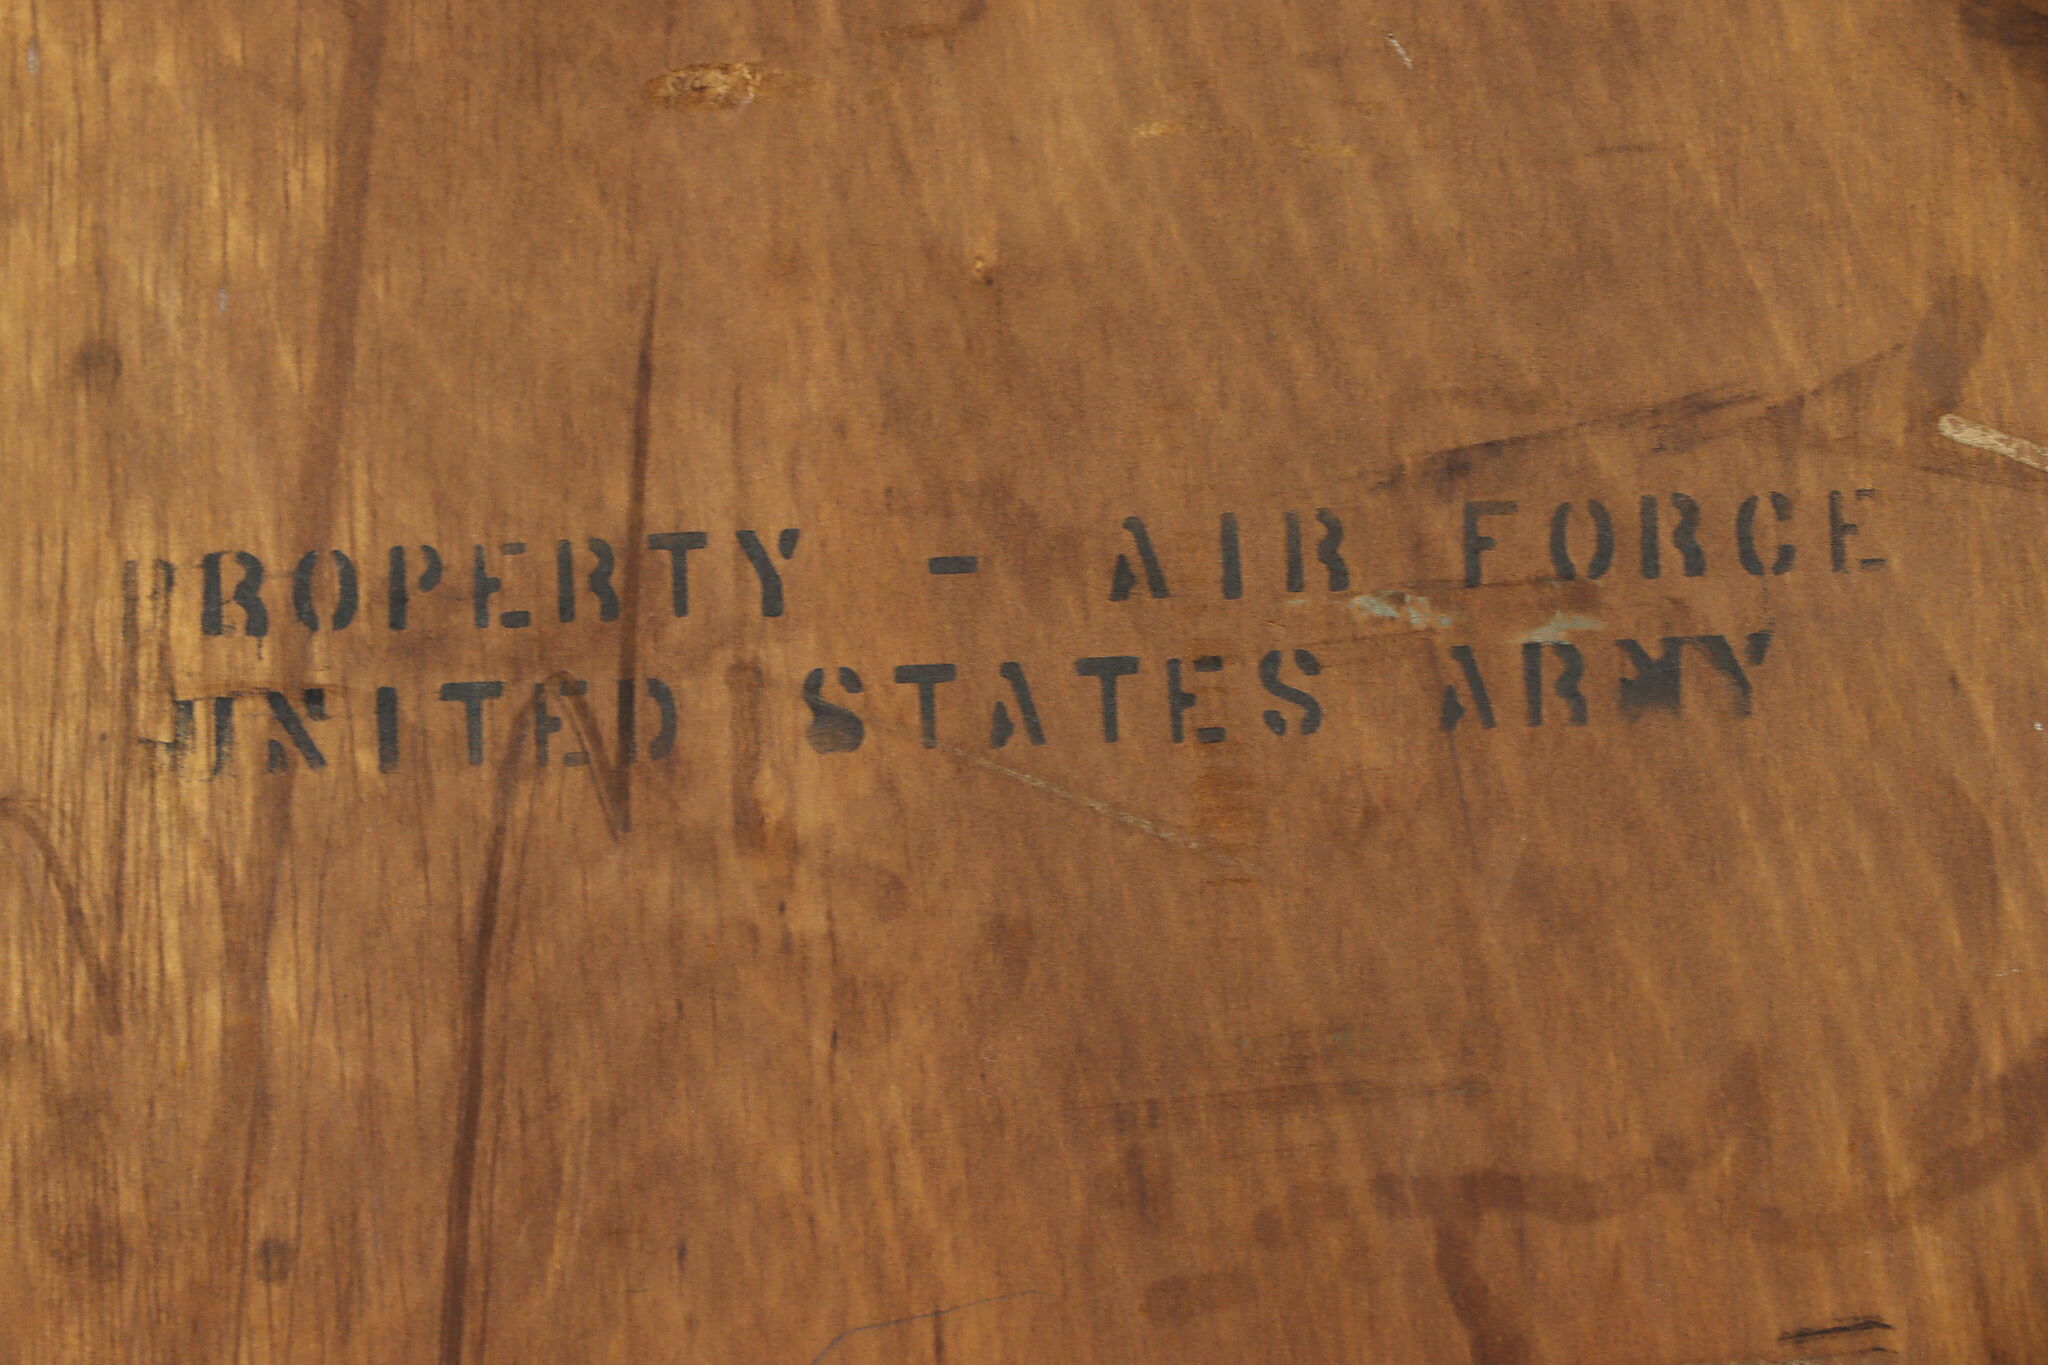 PROPERTY - AIR FORCE
UNITED STATES ARMY